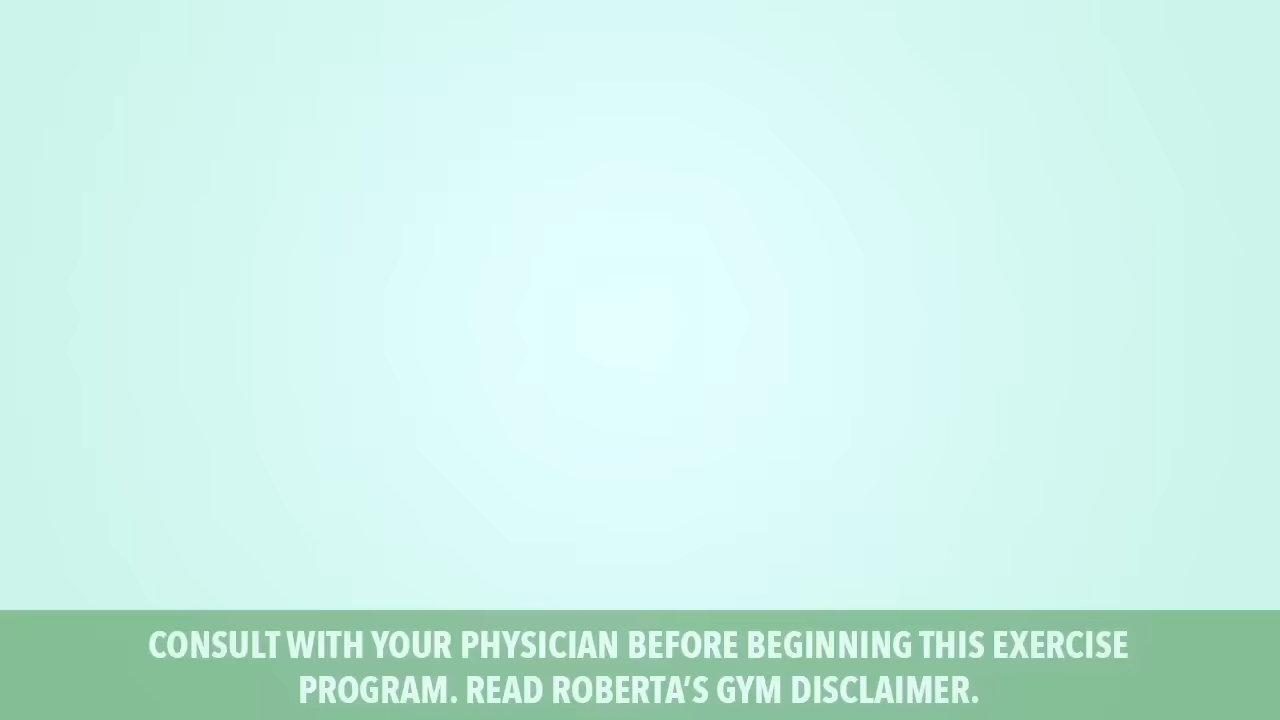 CONSULT WITH YOUR PHYSICIAN BEFORE BEGINNING THIS EXERCISE
PROGRAM. READ ROBERTA’S GYM DISCLAIMER.